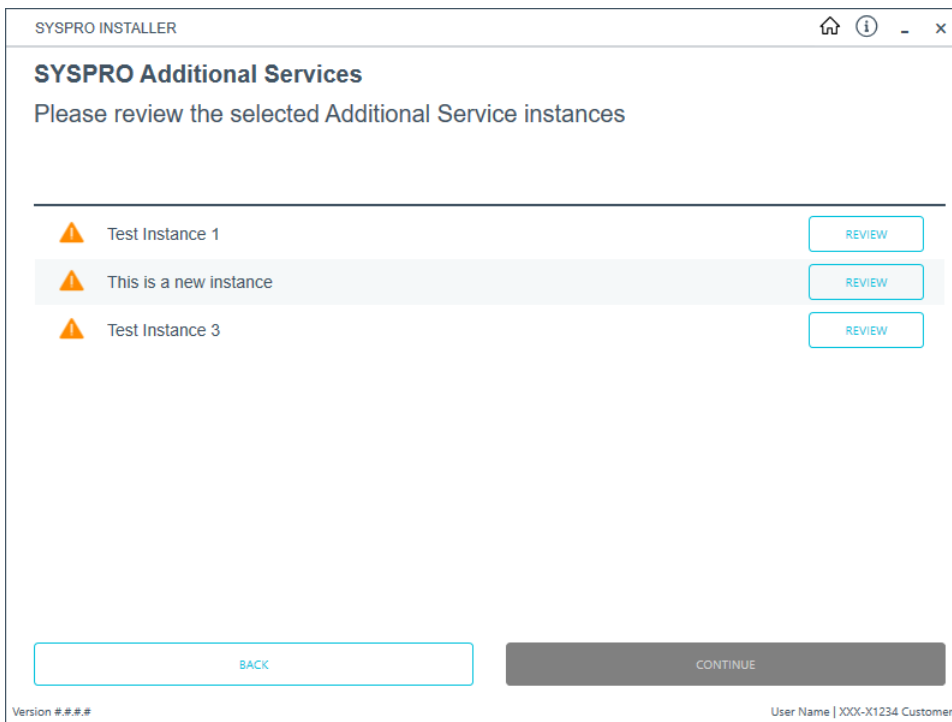 SYSPRO INSTALLER
SYSPRO Additional Services
Please review the selected Additional Service instances
Test Instance 1 REVIEW
This is a new instance REVIEW
Test Instance 3 REVIEW
BACK CONTINUE
Version #.#.#.# User Name | XXX-X1234 Customer